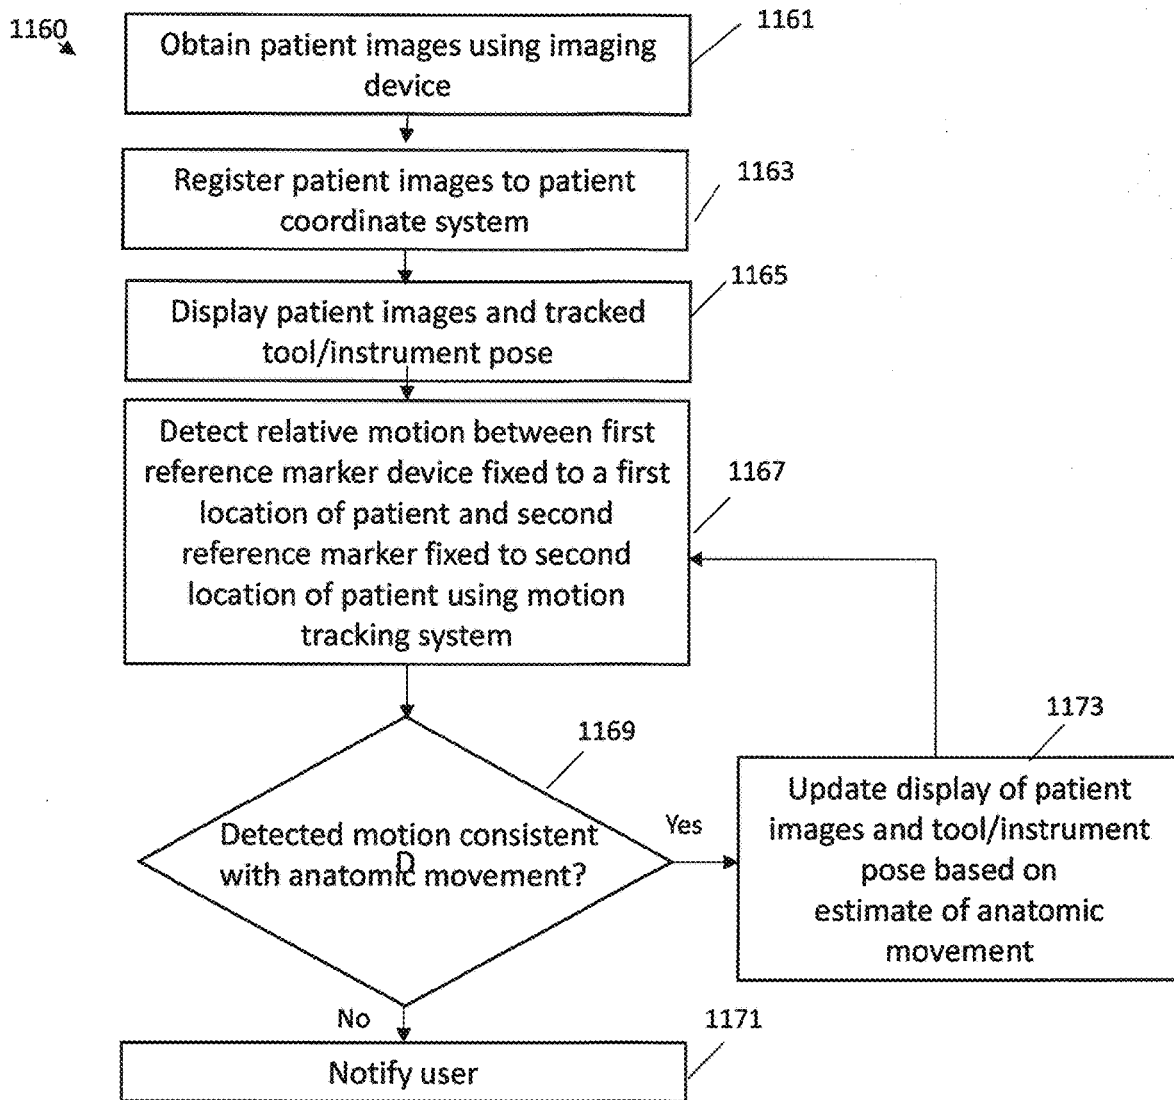 1160
1161
Obtain patient images using imaging
device
1163
Register patient images to patient
coordinate system
1165
Display patient images and tracked
tool/instrument pose
1167
Detect relative motion between first
reference marker device fixed to a first
location of patient and second
reference marker fixed to second
location of patient using motion
tracking system
1169
Detected motion consistent
D
with anatomic movement?
Yes
1173
Update display of patient
images and tool/instrument
pose based on
estimate of anatomic
movement
No
1171
Notify user